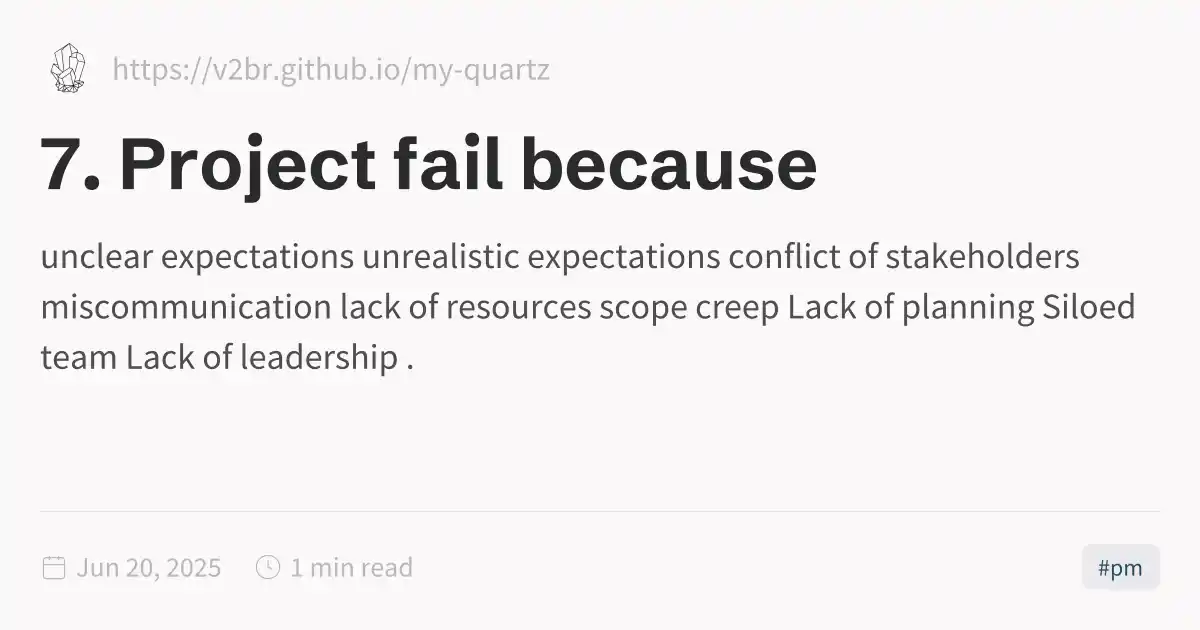 https://v2br.github.io/my-quartz
7. Project fail because
unclear expectations unrealistic expectations conflict of stakeholders
miscommunication lack of resources scope creep Lack of planning Siloed
team Lack of leadership .
Jun 20, 2025 1 min read #pm